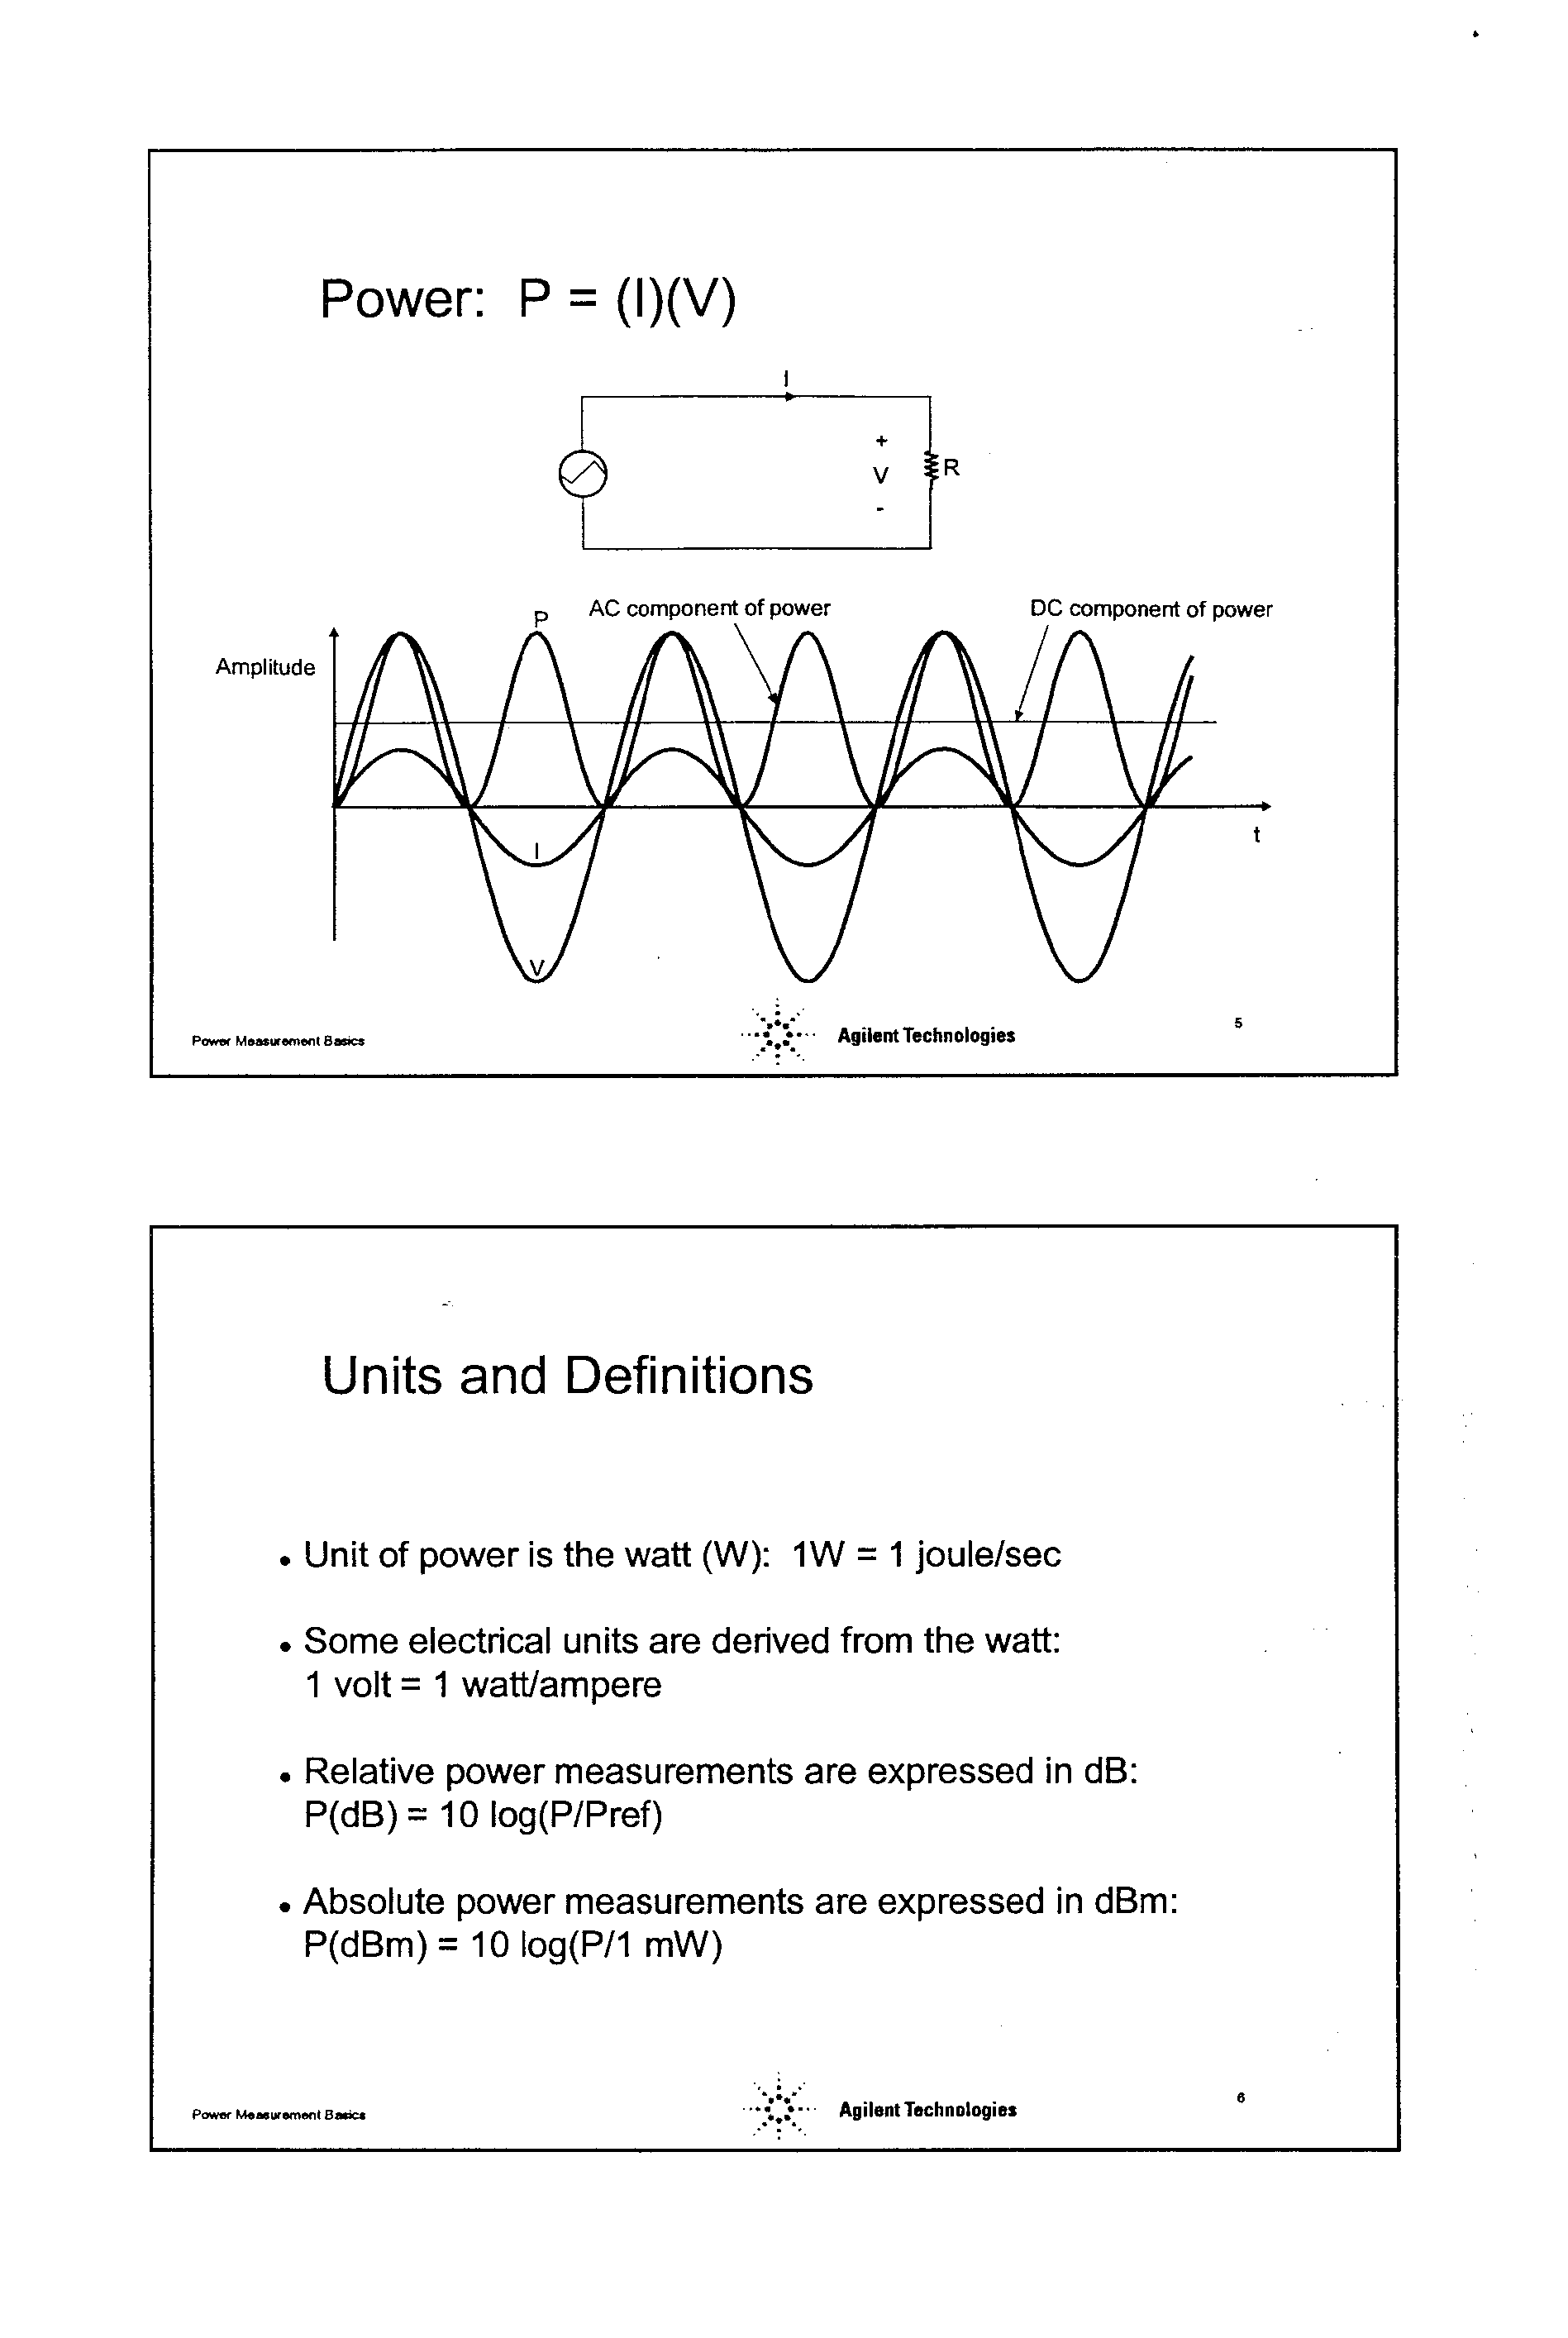 Power: P = (I)(V)
I
+
V
R
-
P
AC component of power
DC component of power
Amplitude
I
t
V
Power Measurement Basics
Agilent Technologies
5
Units and Definitions
• Unit of power is the watt (W): 1W = 1 joule/sec
• Some electrical units are derived from the watt:
1 volt = 1 watt/ampere
• Relative power measurements are expressed in dB:
P(dB) = 10 log(P/Pref)
• Absolute power measurements are expressed in dBm:
P(dBm) = 10 log(P/1 mW)
Power Measurement Basics
Agilent Technologies
6